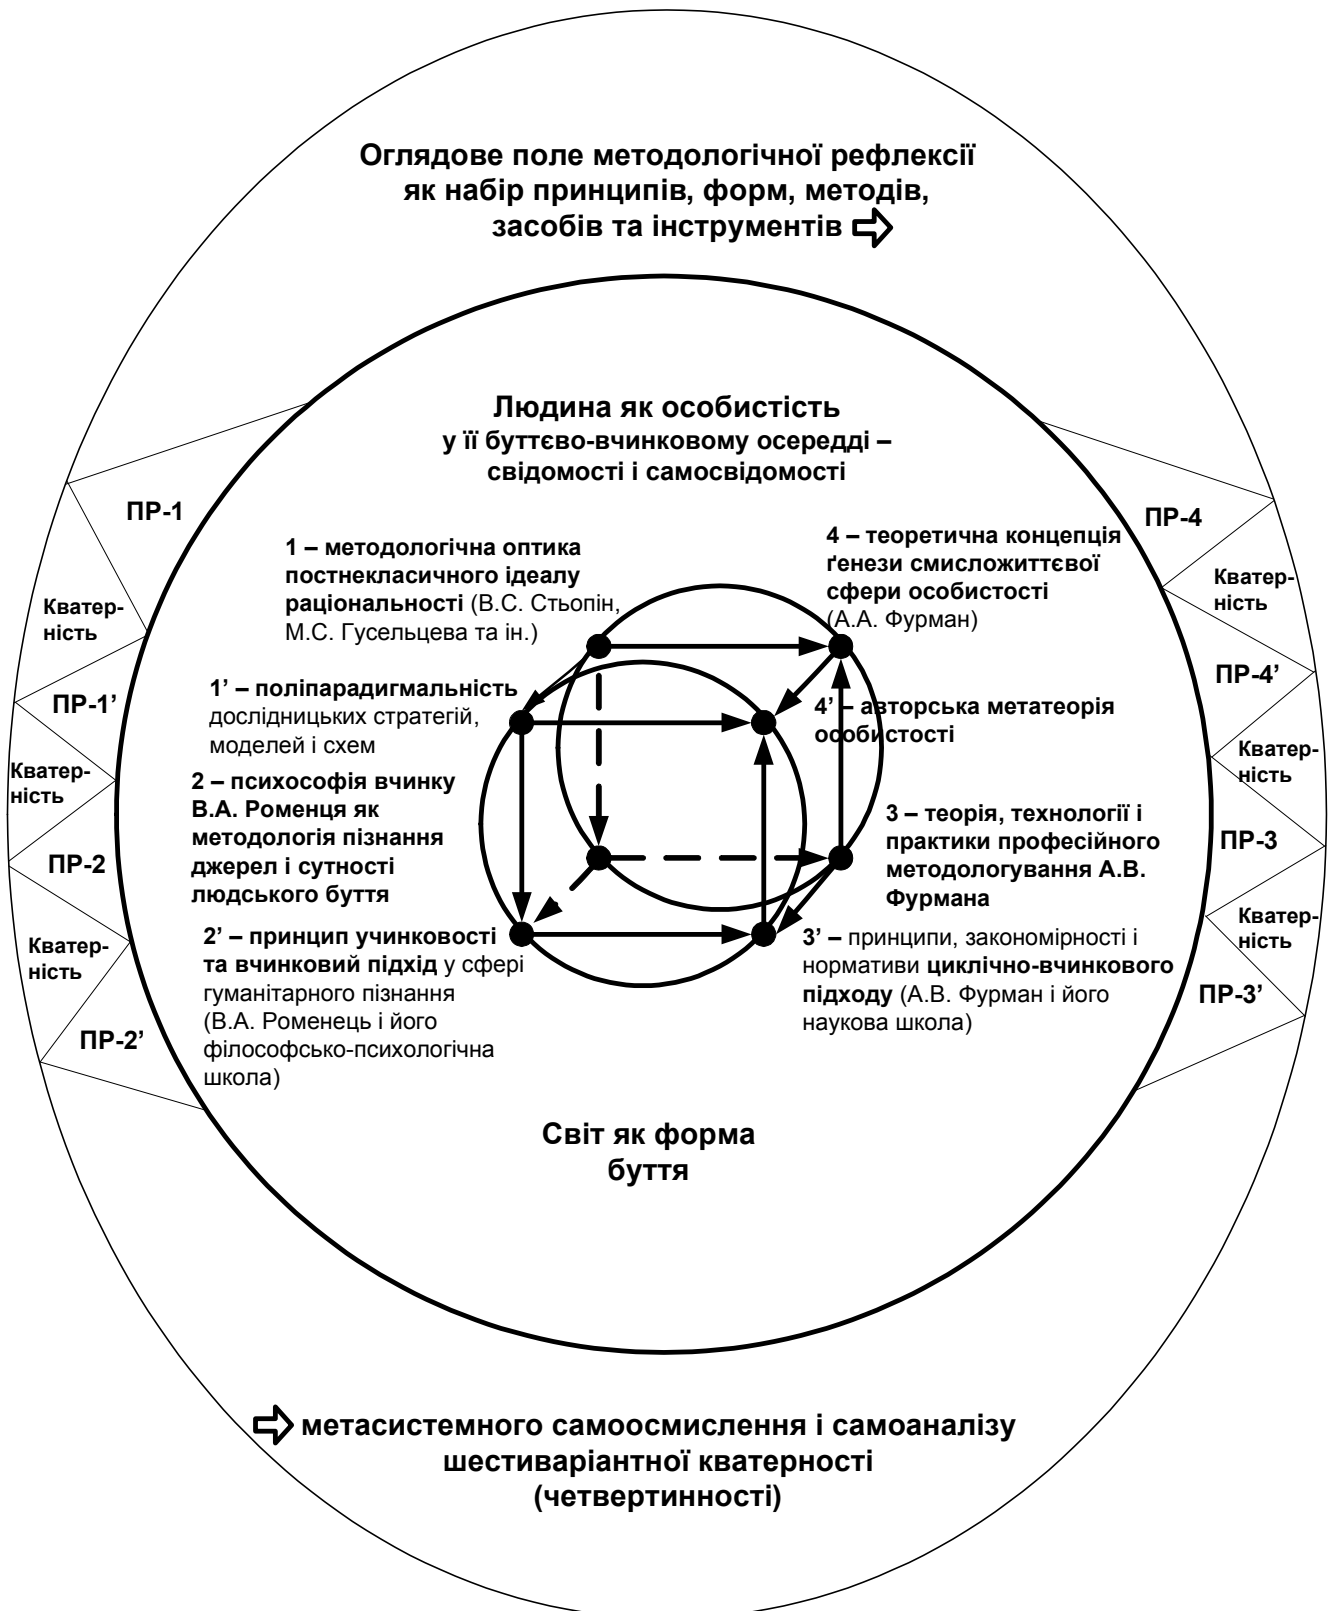 Оглядове поле методологічної рефлексії
як набір принципів, форм, методів,
засобів та інструментів
Людина як особистість
у її буттєво-вчинковому осередді –
свідомості і самосвідомості
ПР-1
Кватер-
ність
ПР-1’
Кватер-
ність
ПР-2
Кватер-
ність
ПР-2’
1 – методологічна оптика
постнекласичного ідеалу
раціональності (В.С. Стьопін,
М.С. Гусельцева та ін.)
1’ – поліпарадигмальність
дослідницьких стратегій,
моделей і схем
2 – психософія вчинку
В.А. Роменця як
методологія пізнання
джерел і сутності
людського буття
2’ – принцип учинковості
та вчинковий підхід у сфері
гуманітарного пізнання
(В.А. Роменець і його
філософсько-психологічна
школа)
4 – теоретична концепція
ґенези смисложиттєвої
сфери особистості
(А.А. Фурман)
4’ – авторська метатеорія
особистості
3 – теорія, технології і
практики професійного
методологування А.В.
Фурмана
3’ – принципи, закономірності і
нормативи циклічно-вчинкового
підходу (А.В. Фурман і його
наукова школа)
ПР-4
Кватер-
ність
ПР-4’
Кватер-
ність
ПР-3
Кватер-
ність
ПР-3’
Світ як форма
буття
метасистемного самоосмислення і самоаналізу
шестиваріантної кватерності
(четвертинності)